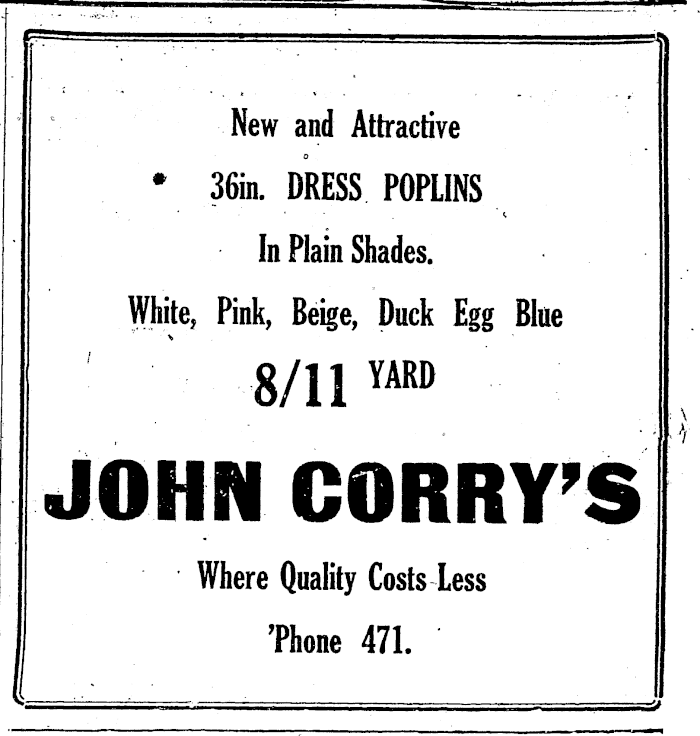 New and Attractive
36in. DRESS POPLINS
In Plain Shades.
White, Pink, Beige, Duck Egg Blue
8/11 YARD
JOHN CORRY'S
Where Quality Costs Less
'Phone 471.